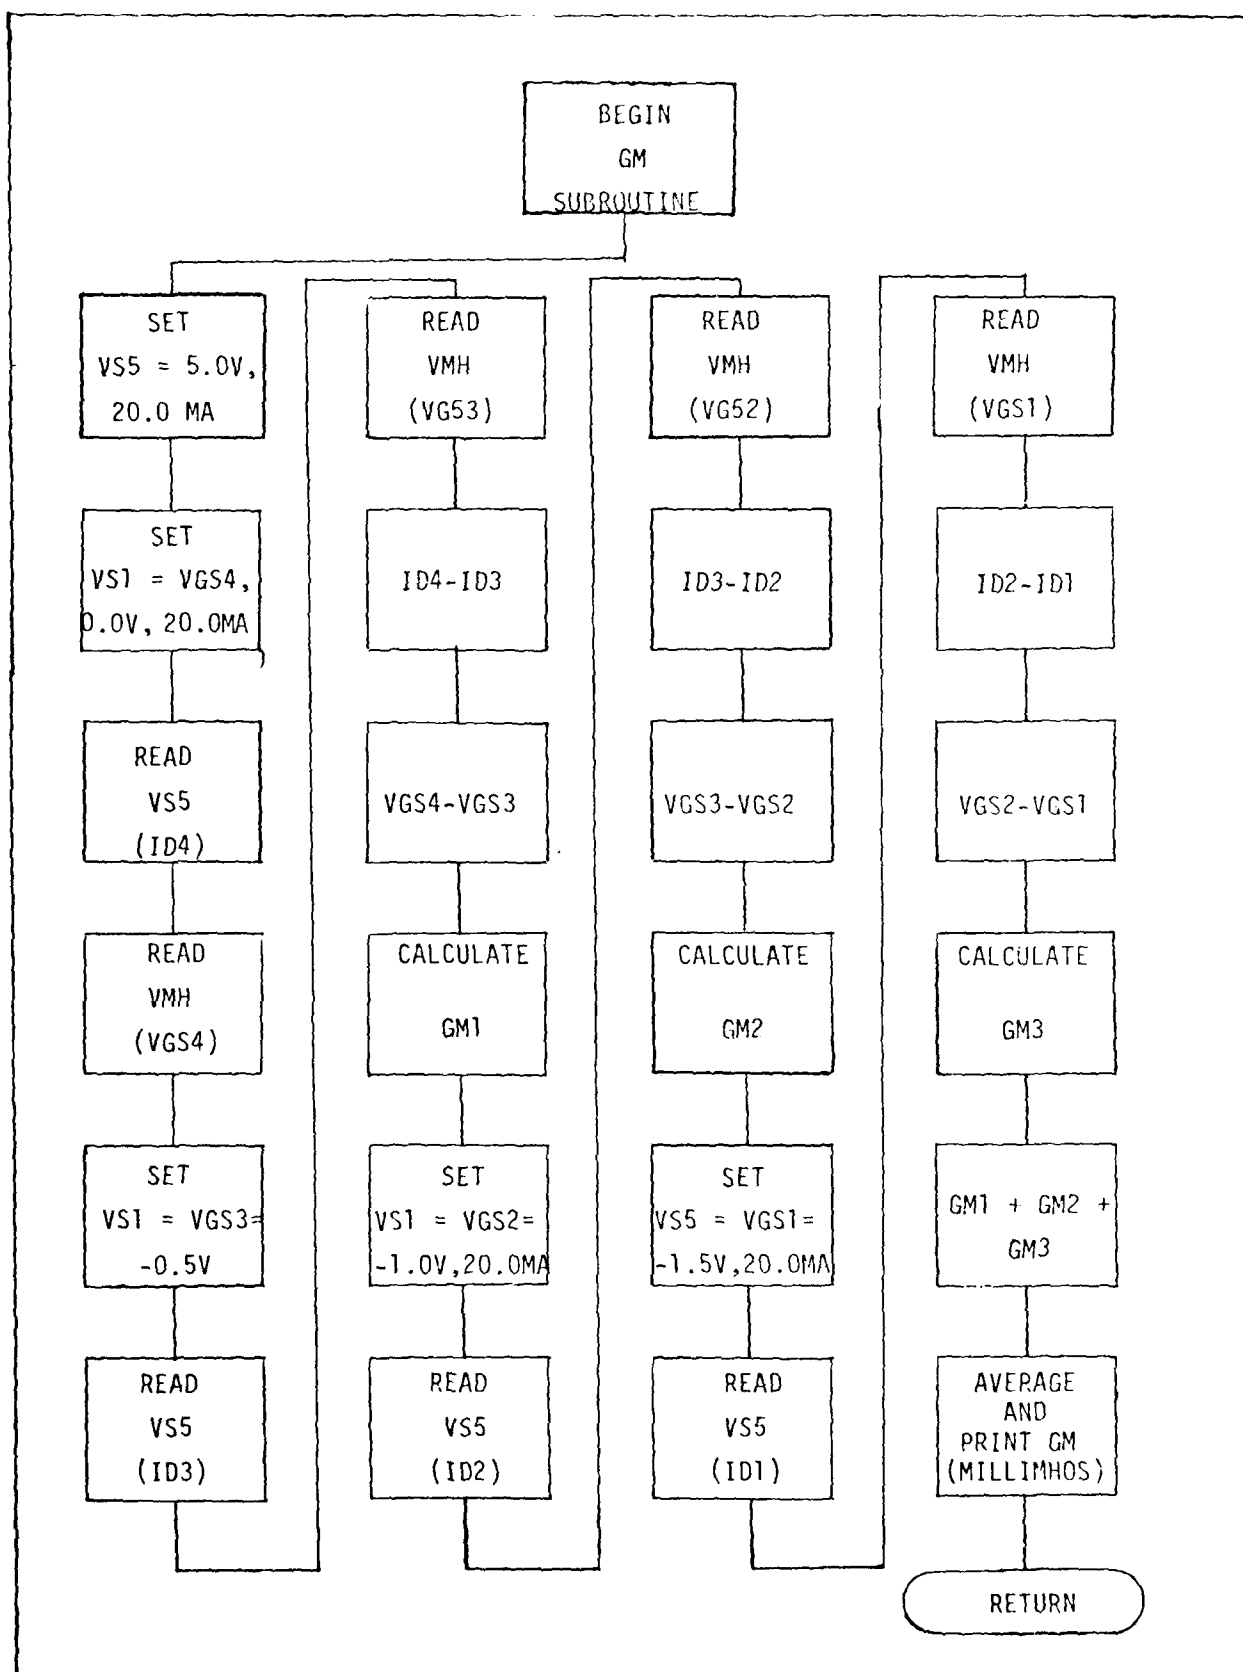 BEGIN
GM
SUBROUTINE
SET
VS5 = 5.0V,
20.0 MA
SET
VS1 = VGS4,
0.0V, 20.0MA
READ
VS5
(ID4)
READ
VMH
(VGS4)
SET
VS1 = VGS3=
-0.5V
READ
VS5
(ID3)
READ
VMH
(VG53)
ID4-ID3
VGS4-VGS3
CALCULATE
GM1
SET
VS1 = VGS2=
-1.0V,20.0MA
READ
VS5
(ID2)
READ
VMH
(VG52)
ID3-ID2
VGS3-VGS2
CALCULATE
GM2
SET
VS5 = VGS1=
-1.5V,20.0MA
READ
VS5
(ID1)
READ
VMH
(VGS1)
ID2-ID1
VGS2-VGS1
CALCULATE
GM3
GM1 + GM2 +
GM3
AVERAGE
AND
PRINT GM
(MILLIMHOS)
RETURN